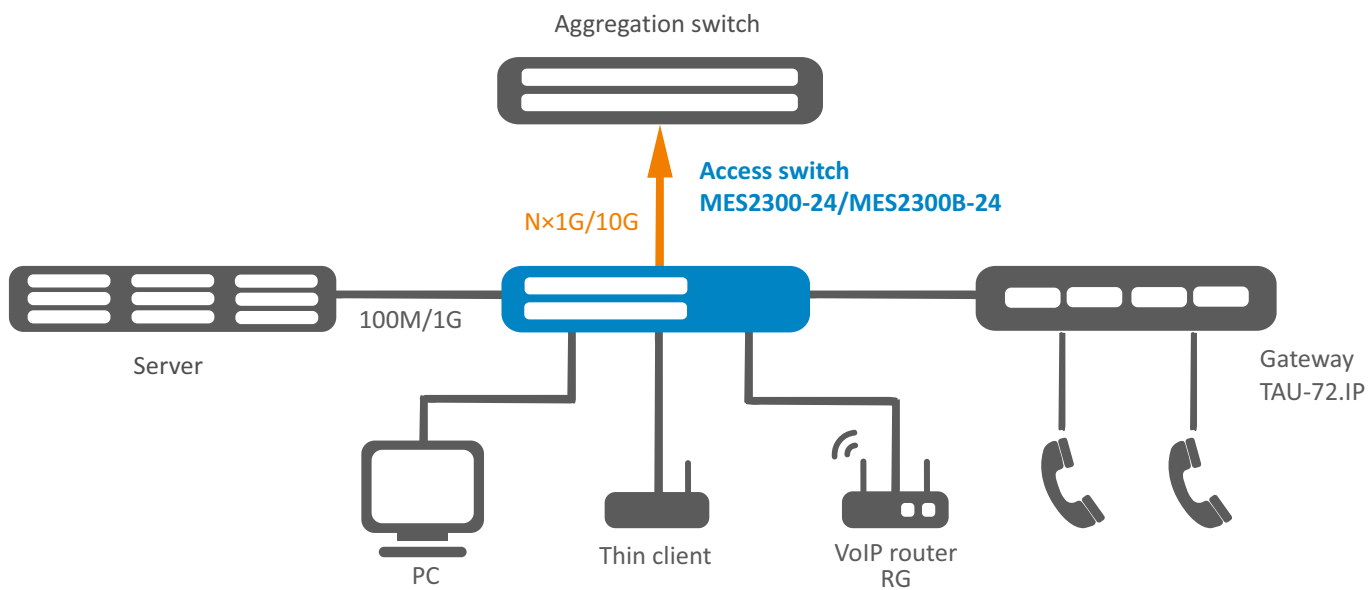 Aggregation switch
Access switch
MES2300-24/MES2300B-24
N×1G/10G
100M/1G
Server
Gateway
TAU-72.IP
PC
Thin client
VoIP router
RG